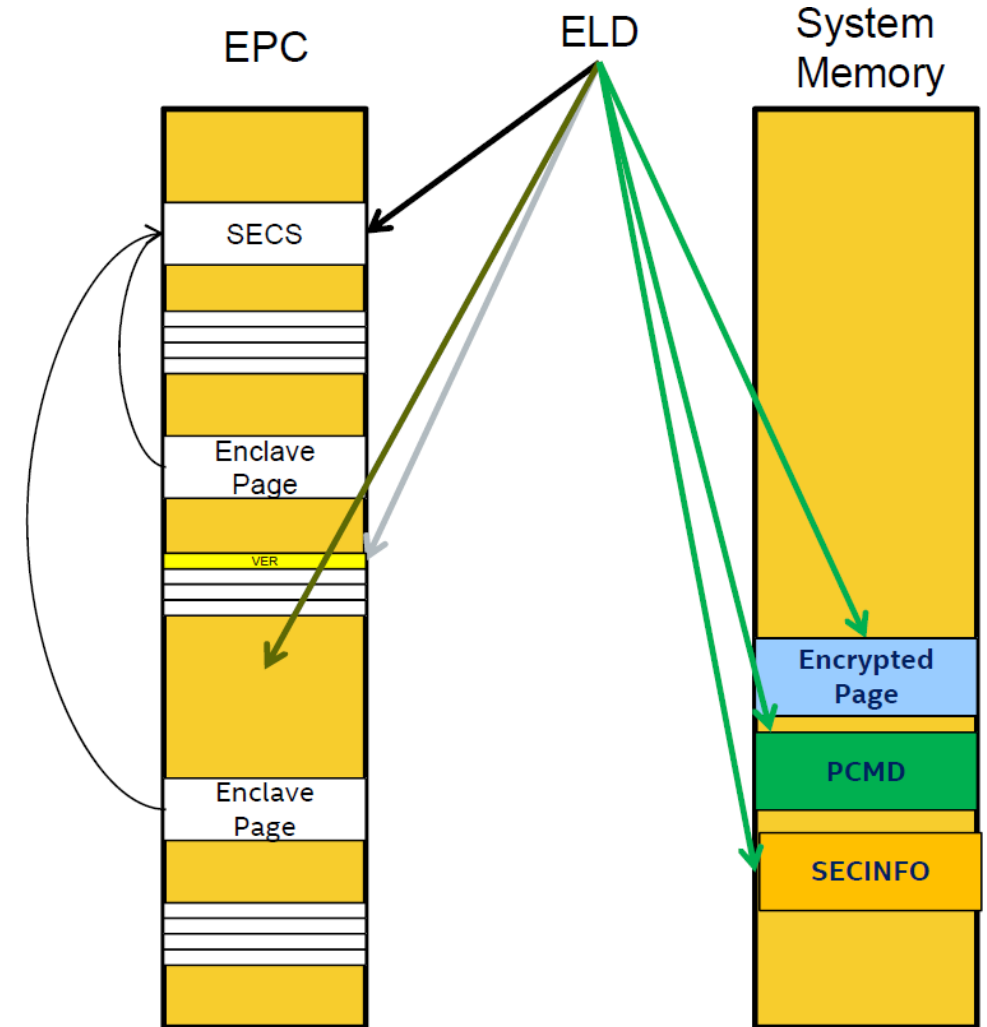 EPC
ELD
System
Memory
SECS
Enclave
Page
VER
Enclave
Page
Encrypted
Page
PCMD
SECINFO